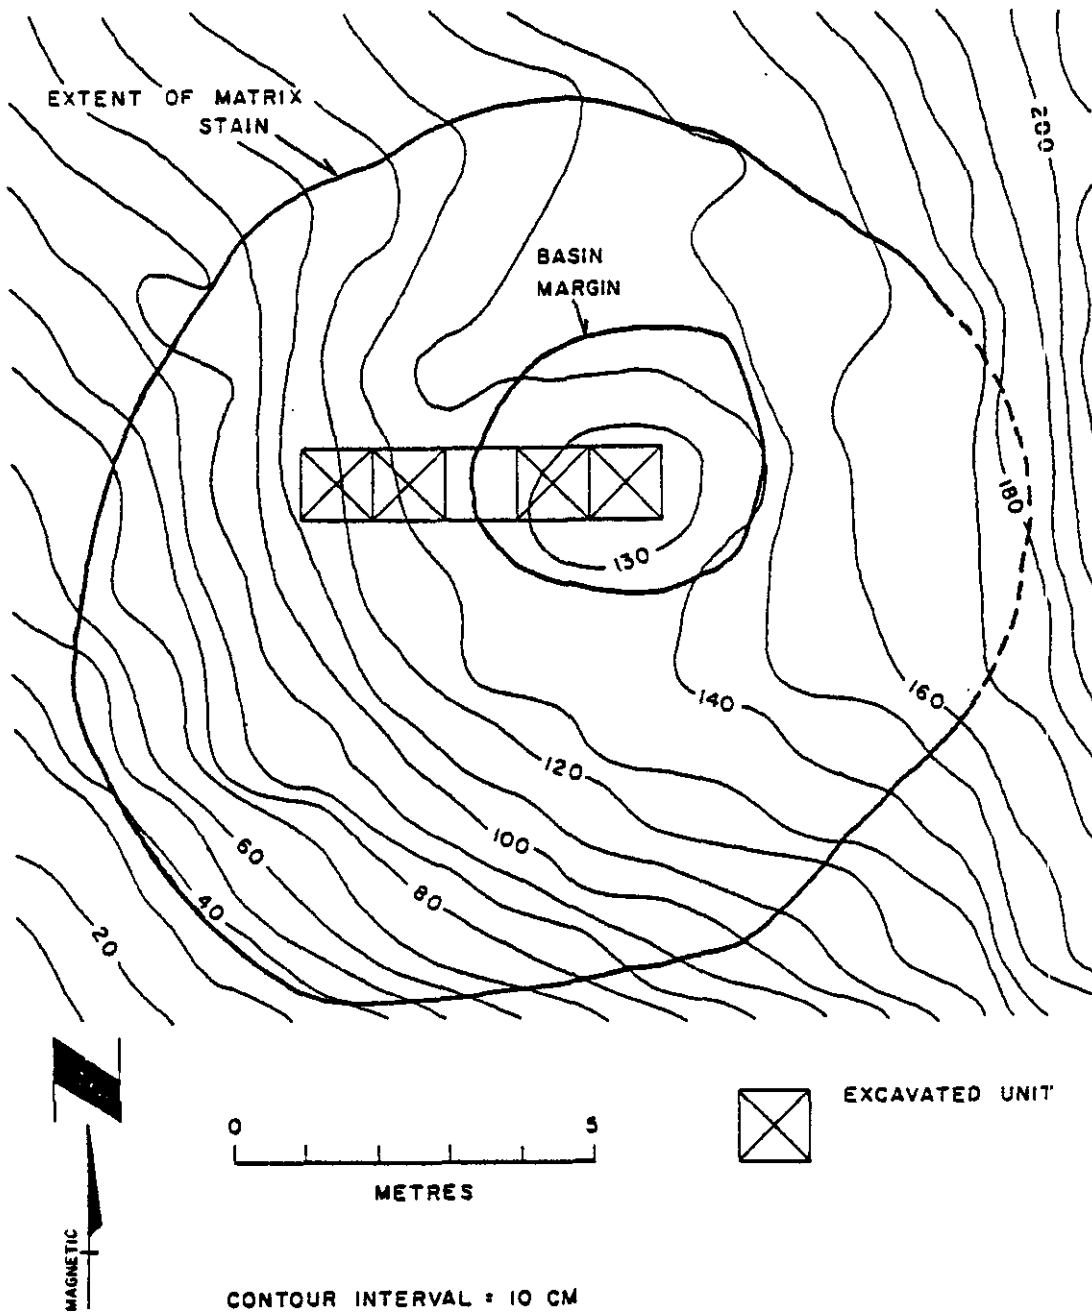 EXTENT OF MATRIX
STAIN
200
BASIN
MARGIN
180
130
160
140
120
100
60
80
40
20
EXCAVATED UNIT
0 5
METRES
MAGNETIC
CONTOUR INTERVAL = 10 CM